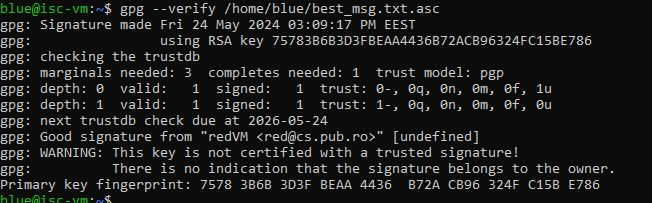 blue@isc-vm:~$ gpg --verify /home/blue/best_msg.txt.asc
gpg: Signature made Fri 24 May 2024 03:09:17 PM EEST
gpg:                using RSA key 75783B6B3D3FBEAA4436B72ACB96324FC15BE786
gpg: checking the trustdb
gpg: marginals needed: 3  completes needed: 1  trust model: pgp
gpg: depth: 0  valid:   1  signed:   1  trust: 0-, 0q, 0n, 0m, 0f, 1u
gpg: depth: 1  valid:   1  signed:   0  trust: 1-, 0q, 0n, 0m, 0f, 0u
gpg: next trustdb check due at 2026-05-24
gpg: Good signature from "redVM <red@cs.pub.ro>" [undefined]
gpg: WARNING: This key is not certified with a trusted signature!
gpg:          There is no indication that the signature belongs to the owner.
Primary key fingerprint: 7578 3B6B 3D3F BEAA 4436  B72A CB96 324F C15B E786
blue@isc-vm:~$